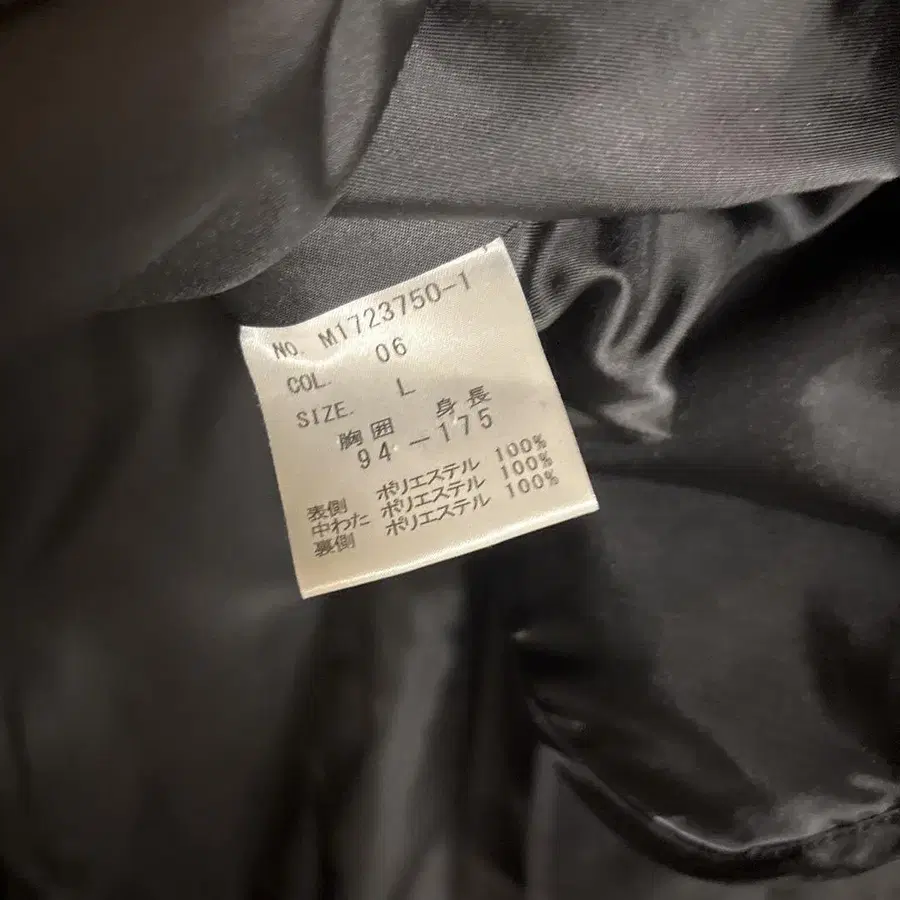 NO. M1723750-1
COL. 06
SIZE. L
胸囲 身長
94-175
表側 ポリエステル 100%
中わた ポリエステル 100%
裏側 ポリエステル 100%